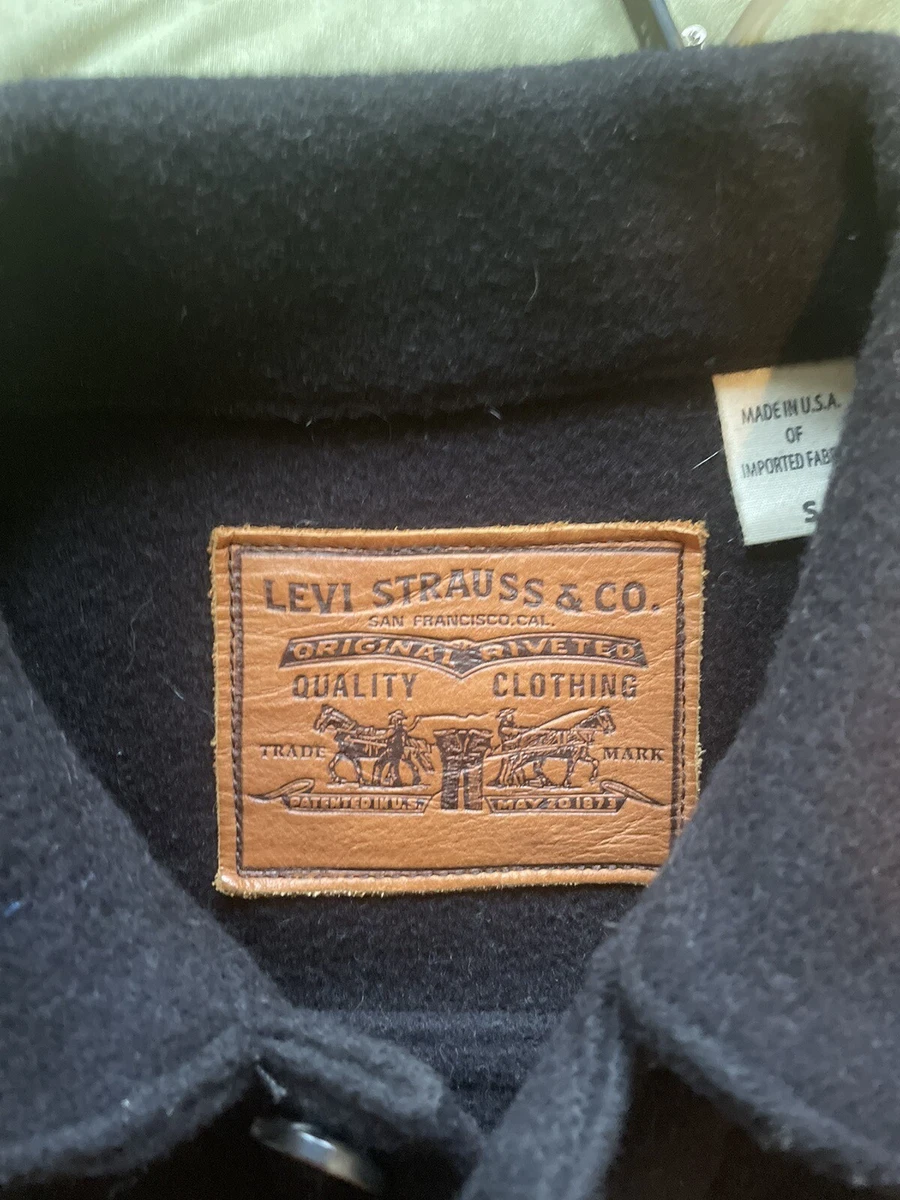 LEVI STRAUSS & CO.
SAN FRANCISCO, CAL.
ORIGINAL RIVETED
QUALITY CLOTHING
TRADE MARK
PATENTED IN U.S. MAY 20 1873
MADE IN U.S.A.
OF
IMPORTED
S